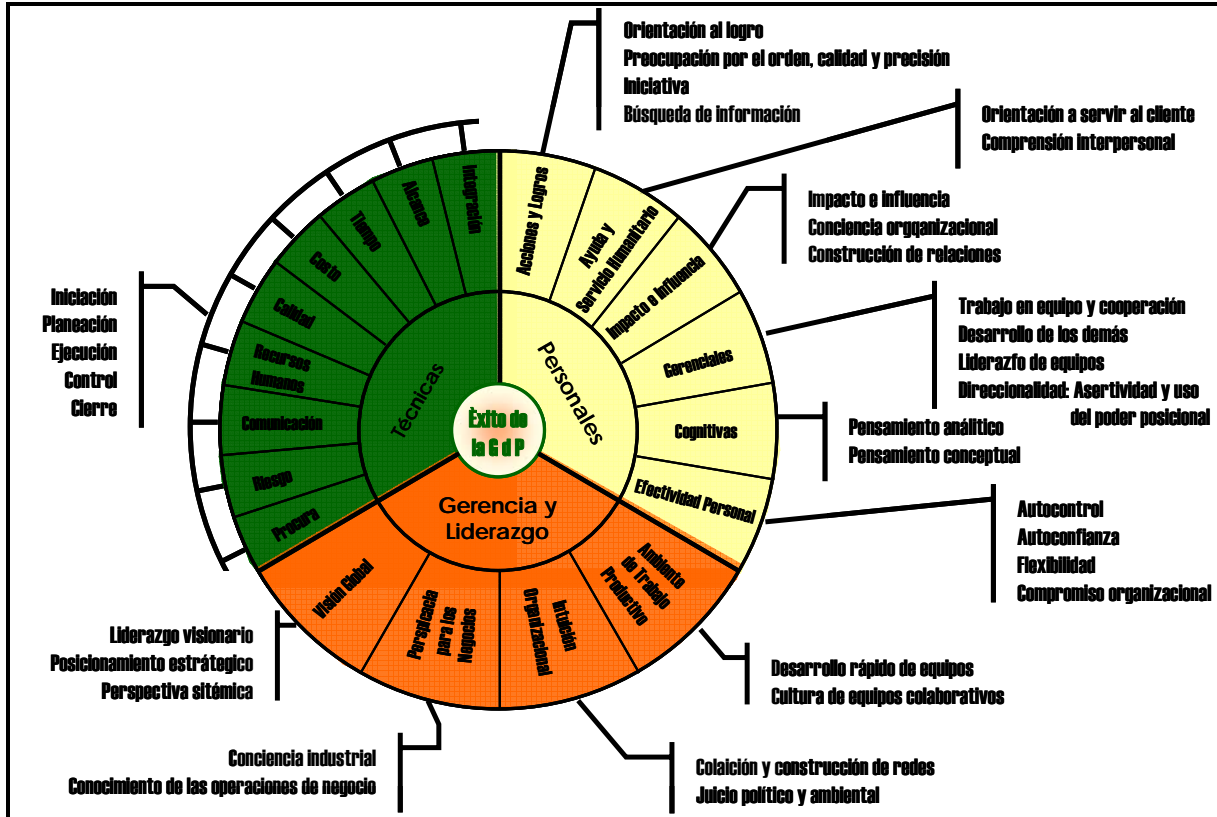 Orientación al logro
Preocupación por el orden, calidad y precisión
Iniciativa
Búsqueda de información
Orientación a servir al cliente
Comprensión interpersonal
Impacto e influencia
Conciencia orgqanizacional
Construcción de relaciones
Trabajo en equipo y cooperación
Desarrollo de los demás
Liderazfo de equipos
Direccionalidad: Asertividad y uso
del poder posicional
Pensamiento análitico
Pensamiento conceptual
Autocontrol
Autoconfianza
Flexibilidad
Compromiso organizacional
Iniciación
Planeación
Ejecución
Control
Cierre
Integración
Alcance
Tiempo
Costo
Calidad
Recursos
Humanos
Comunicación
Riesgo
Procura
Acciones y Logros
Ayuda y
Servicio Humanitario
Impacto e Influencia
Gerenciales
Cognitivas
Efectividad Personal
Técnicas
Personales
Éxito de
la G d P
Gerencia y
Liderazgo
Visión Global
Perspicacia
para los
Negocios
Intuición
Organizacional
Ambiente
de Trabajo
Productivo
Liderazgo visionario
Posicionamiento estrátegico
Perspectiva sitémica
Conciencia industrial
Conocimiento de las operaciones de negocio
Colaición y construcción de redes
Juicio político y ambiental
Desarrollo rápido de equipos
Cultura de equipos colaborativos